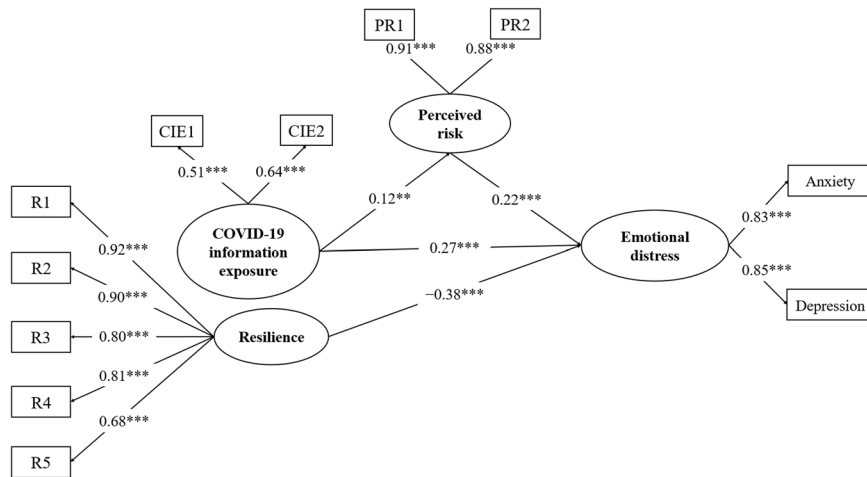 PR1
PR2
0.91***
0.88***
Perceived
risk
CIE1
CIE2
0.51***
0.64***
0.12**
0.22***
Anxiety
0.83***
R1
COVID-19
information
exposure
0.27***
Emotional
distress
0.92***
R2
0.85***
0.90***
−0.38***
Depression
R3
0.80***
Resilience
0.81***
R4
0.68***
R5